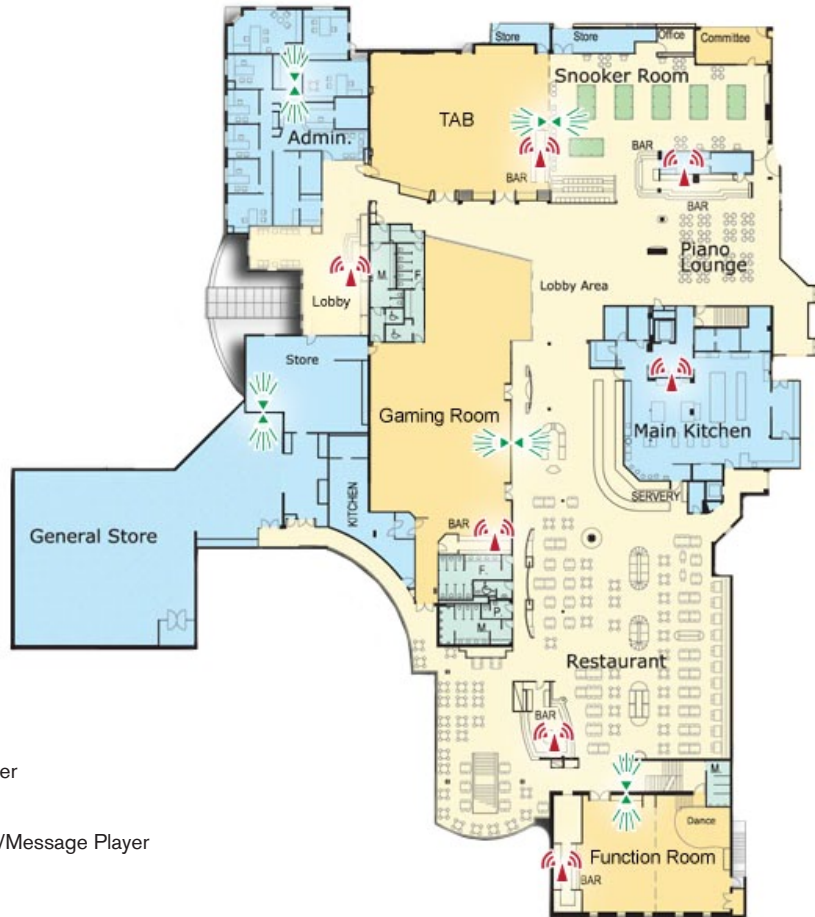 Store
Store
Office
Committee
Snooker Room
TAB
Admin.
BAR
BAR
BAR
Piano
Lounge
M.
F.
Lobby
Lobby Area
Store
Gaming Room
Main Kitchen
KITCHEN
SERVERY
General Store
BAR
F.
P.
M.
Restaurant
BAR
M.
er
Dance
/Message Player
Function Room
BAR